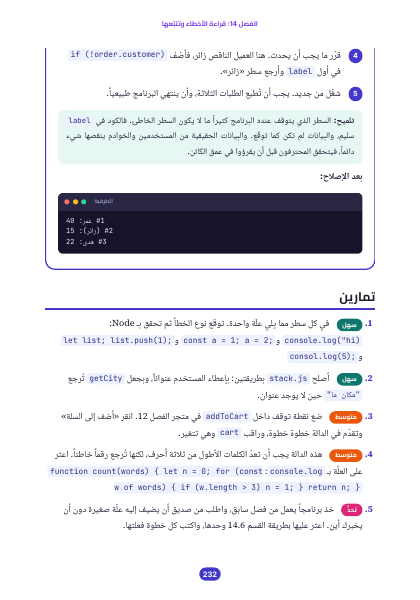 الفصل 14: قراءة الأخطاء وتتبّعها
4 قرّر ما يجب أن يحدث. هنا العميل الناقص زائر، فأضف if (!order.customer)
في أول label وأرجع سطر «زائر».
5 شغّل من جديد. يجب أن تُطبع الطلبات الثلاثة، وأن ينتهي البرنامج طبيعياً.
تلميح: السطر الذي يتوقف عنده البرنامج كثيراً ما لا يكون السطر الخاطئ. فالكود في label
سليم، والبيانات لم تكن كما توقّع. والبيانات الحقيقية من المستخدمين والخوادم ينقصها شيء
دائماً، فيتحقق المحترفون قبل أن يقرؤوا في عمق الكائن.
بعد الإصلاح:
الطرفية
#1 عمر: 40
#2 (زائر): 15
#3 هدى: 22
تمارين
1. سهل في كل سطر مما يلي علّة واحدة. توقع نوع الخطأ ثم تحقق بـ Node:
console.log("hi) و const a = 1; a = 2; و let list; list.push(1);
و consol.log(5);
2. سهل أصلح stack.js بطريقتين: بإعطاء المستخدم عنواناً، وبجعل getCity تُرجع
"مكان ما" حين لا يوجد عنوان.
3. متوسط ضع نقطة توقف داخل addToCart في متجر الفصل 12. انقر «أضف إلى السلة»
وتقدّم في الدالة خطوة خطوة، وراقب cart وهي تتغير.
4. متوسط هذه الدالة يجب أن تعدّ الكلمات الأطول من ثلاثة أحرف، لكنها تُرجع رقماً خاطئاً. اعثر
على العلّة بـ console.log: function count(words) { let n = 0; for (const
w of words) { if (w.length > 3) n = 1; } return n; }
5. تحدٍّ خذ برنامجاً يعمل من فصل سابق، واطلب من صديق أن يضيف إليه علّة صغيرة دون أن
يخبرك أين. اعثر عليها بطريقة القسم 14.6 وحدها، واكتب كل خطوة فعلتها.
232